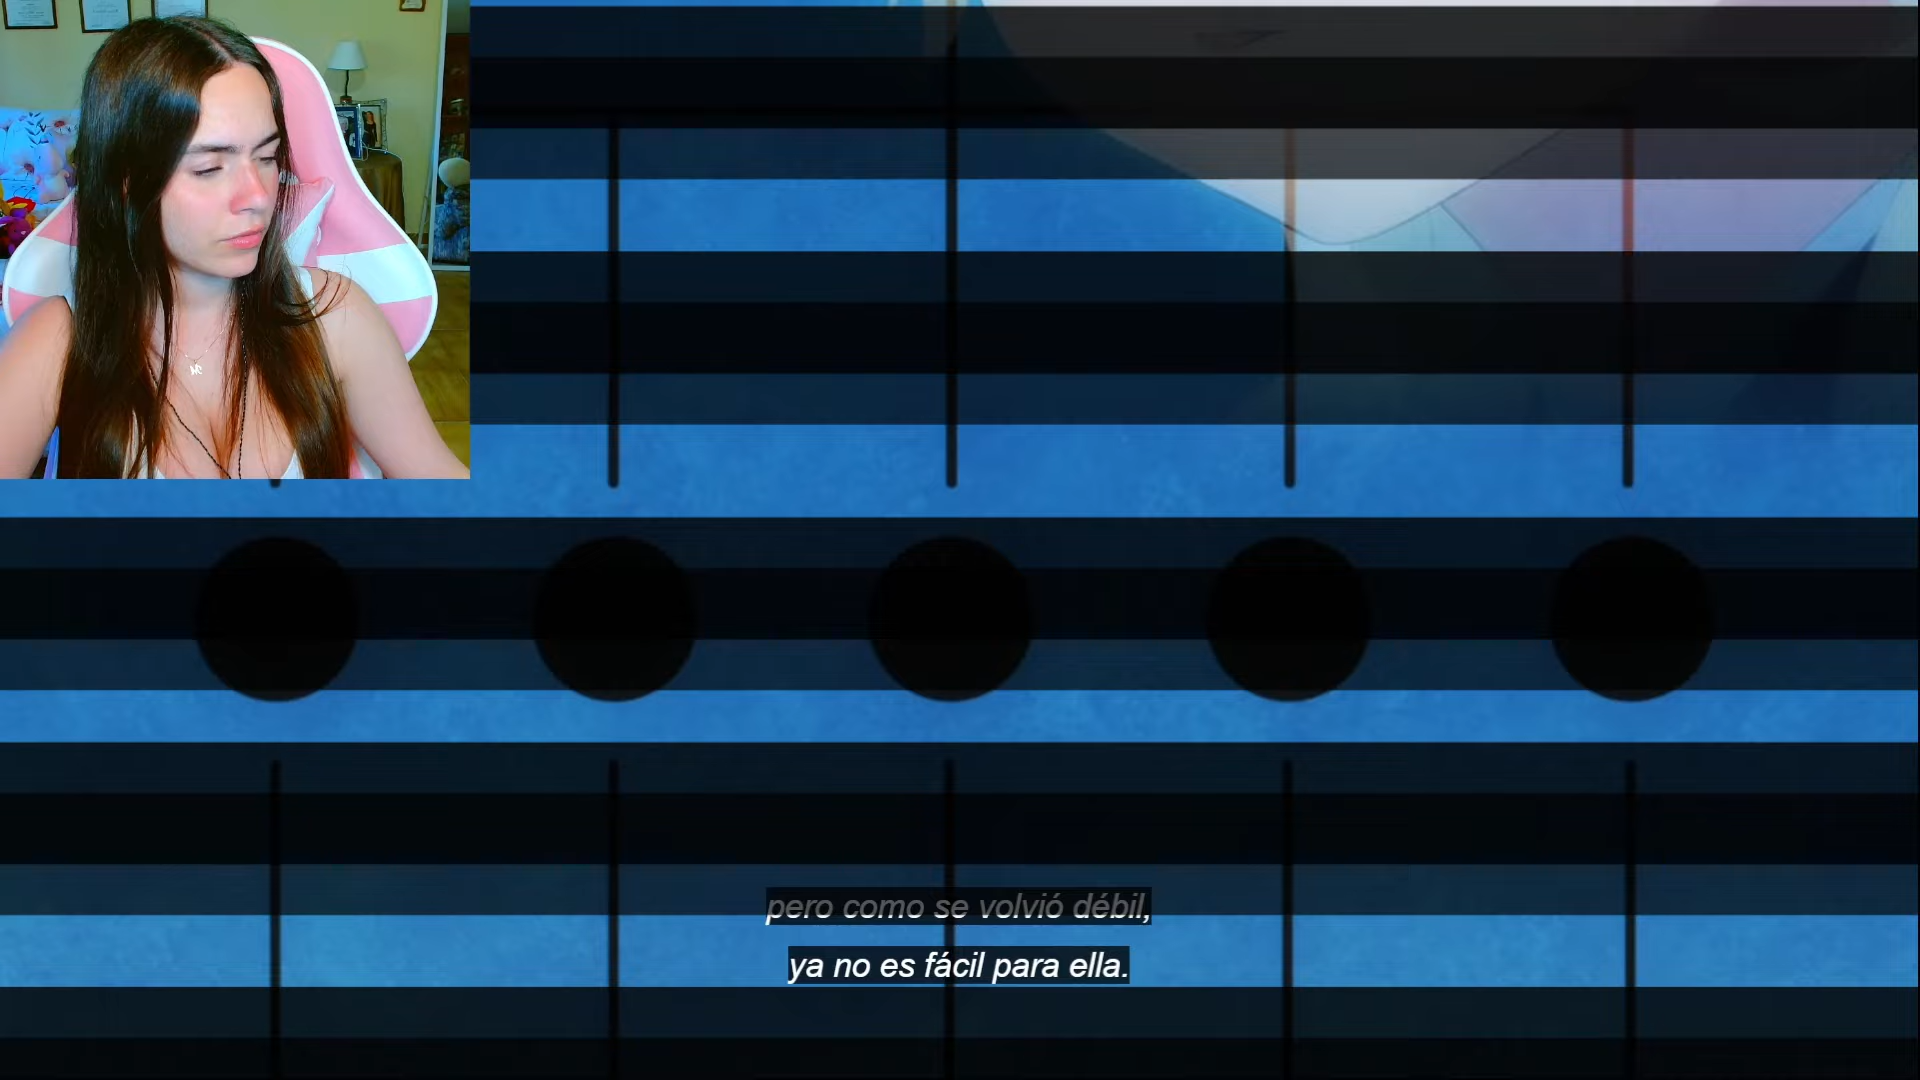 pero como se volvió débil,
ya no es fácil para ella.